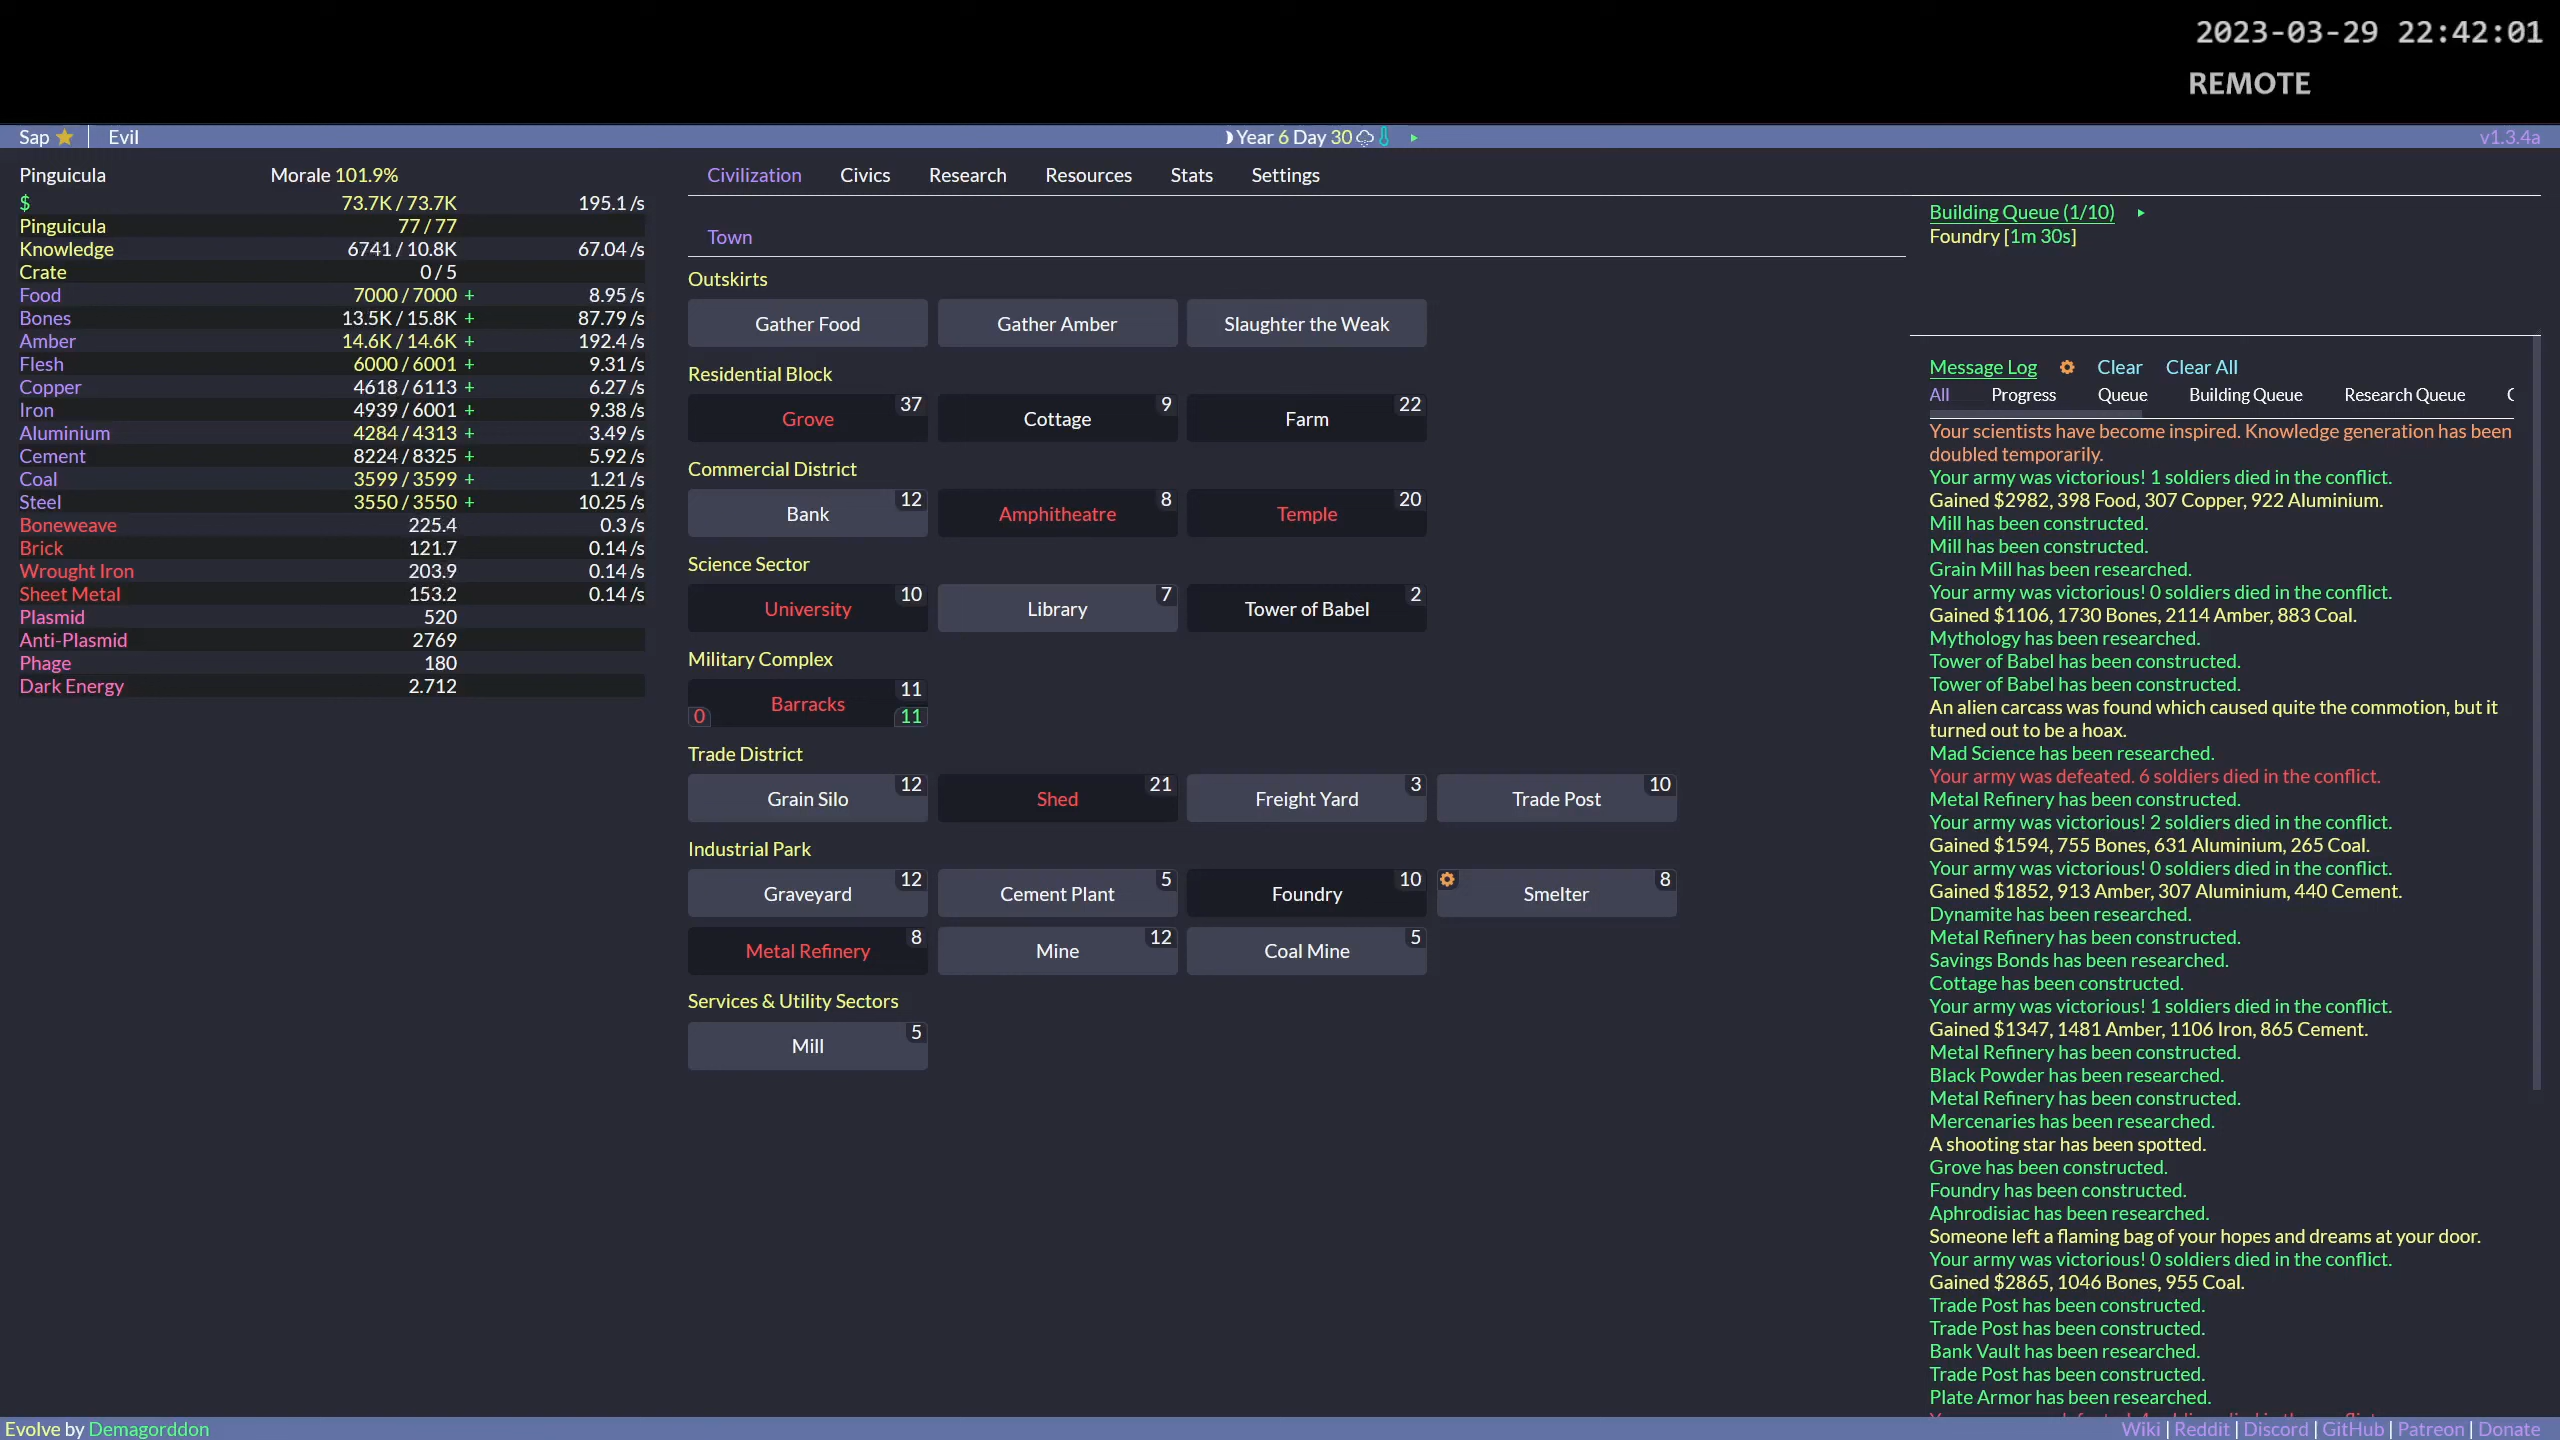 2023-03-29 22:42:01
REMOTE
Sap | Evil
Year 6 Day 30
v1.3.4a
Pinguicula Morale 101.9%
$ 73.7K / 73.7K 195.1 /s
Pinguicula 77 / 77
Knowledge 6741 / 10.8K 67.04 /s
Crate 0 / 5
Food 7000 / 7000 + 8.95 /s
Bones 13.5K / 15.8K + 87.79 /s
Amber 14.6K / 14.6K + 192.4 /s
Flesh 6000 / 6001 + 9.31 /s
Copper 4618 / 6113 + 6.27 /s
Iron 4939 / 6001 + 9.38 /s
Aluminium 4284 / 4313 + 3.49 /s
Cement 8224 / 8325 + 5.92 /s
Coal 3599 / 3599 + 1.21 /s
Steel 3550 / 3550 + 10.25 /s
Boneweave 225.4 0.3 /s
Brick 121.7 0.14 /s
Wrought Iron 203.9 0.14 /s
Sheet Metal 153.2 0.14 /s
Plasmid 520
Anti-Plasmid 2769
Phage 180
Dark Energy 2.712
Civilization Civics Research Resources Stats Settings
Town
Outskirts
Gather Food Gather Amber Slaughter the Weak
Residential Block
Grove 37 Cottage 9 Farm 22
Commercial District
Bank 12 Amphitheatre 8 Temple 20
Science Sector
University 10 Library 7 Tower of Babel 2
Military Complex
Barracks 11
0 11
Trade District
Grain Silo 12 Shed 21 Freight Yard 3 Trade Post 10
Industrial Park
Graveyard 12 Cement Plant 5 Foundry 10 Smelter 8
Metal Refinery 8 Mine 12 Coal Mine 5
Services & Utility Sectors
Mill 5
Building Queue (1/10)
Foundry [1m 30s]
Message Log Clear Clear All
All Progress Queue Building Queue Research Queue
Your scientists have become inspired. Knowledge generation has been
doubled temporarily.
Your army was victorious! 1 soldiers died in the conflict.
Gained $2982, 398 Food, 307 Copper, 922 Aluminium.
Mill has been constructed.
Mill has been constructed.
Grain Mill has been researched.
Your army was victorious! 0 soldiers died in the conflict.
Gained $1106, 1730 Bones, 2114 Amber, 883 Coal.
Mythology has been researched.
Tower of Babel has been constructed.
Tower of Babel has been constructed.
An alien carcass was found which caused quite the commotion, but it
turned out to be a hoax.
Mad Science has been researched.
Your army was defeated. 6 soldiers died in the conflict.
Metal Refinery has been constructed.
Your army was victorious! 2 soldiers died in the conflict.
Gained $1594, 755 Bones, 631 Aluminium, 265 Coal.
Your army was victorious! 0 soldiers died in the conflict.
Gained $1852, 913 Amber, 307 Aluminium, 440 Cement.
Dynamite has been researched.
Metal Refinery has been constructed.
Savings Bonds has been researched.
Cottage has been constructed.
Your army was victorious! 1 soldiers died in the conflict.
Gained $1347, 1481 Amber, 1106 Iron, 865 Cement.
Metal Refinery has been constructed.
Black Powder has been researched.
Metal Refinery has been constructed.
Mercenaries has been researched.
A shooting star has been spotted.
Grove has been constructed.
Foundry has been constructed.
Aphrodisiac has been researched.
Someone left a flaming bag of your hopes and dreams at your door.
Your army was victorious! 0 soldiers died in the conflict.
Gained $2865, 1046 Bones, 955 Coal.
Trade Post has been constructed.
Trade Post has been constructed.
Bank Vault has been researched.
Trade Post has been constructed.
Plate Armor has been researched.
Evolve by Demagorddon
Wiki | Reddit | Discord | GitHub | Patreon | Donate